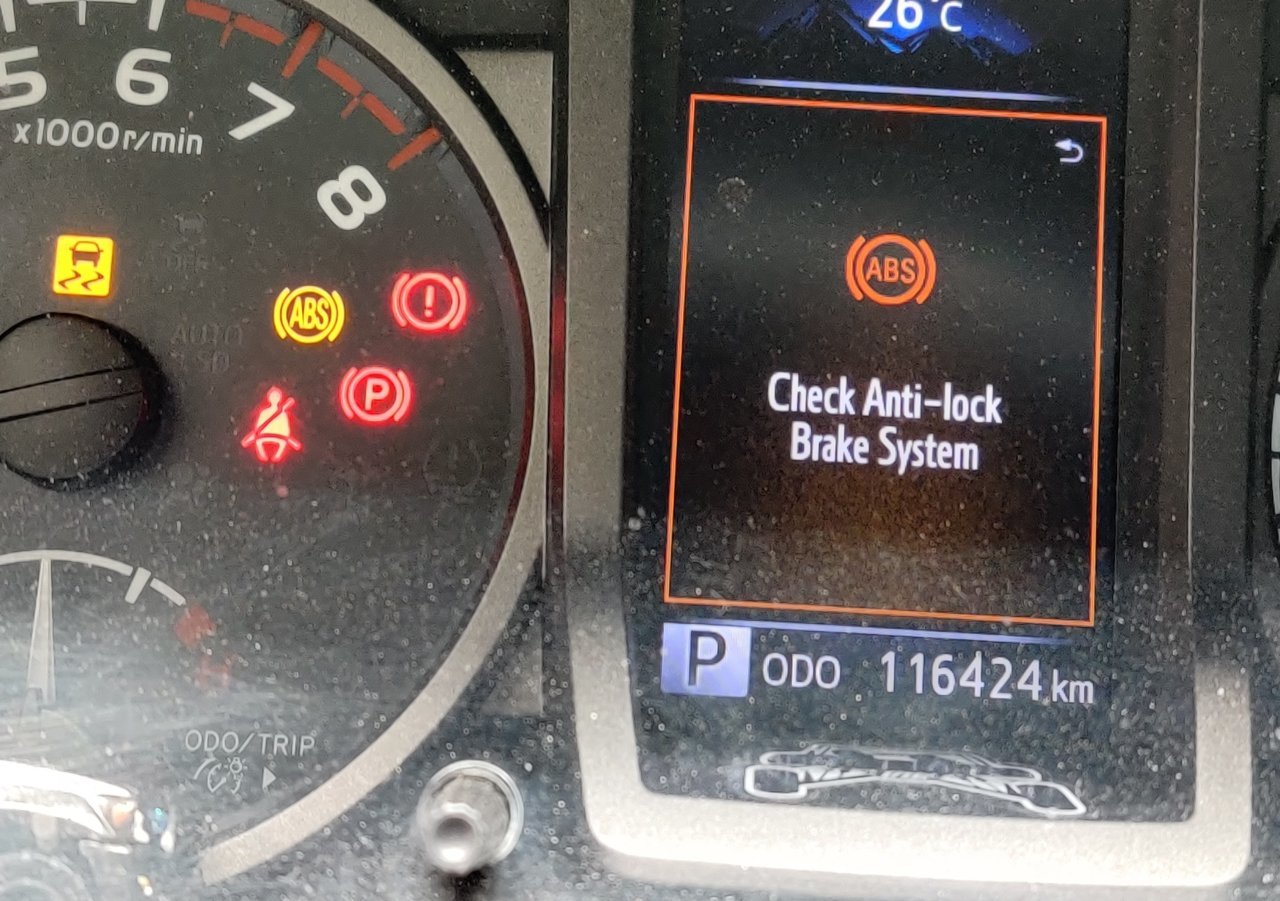 26°C
5
6
7
8
x1000r/min
ABS
!
P
ABS
Check Anti-lock
Brake System
P ODO 116424 km
ODO/TRIP